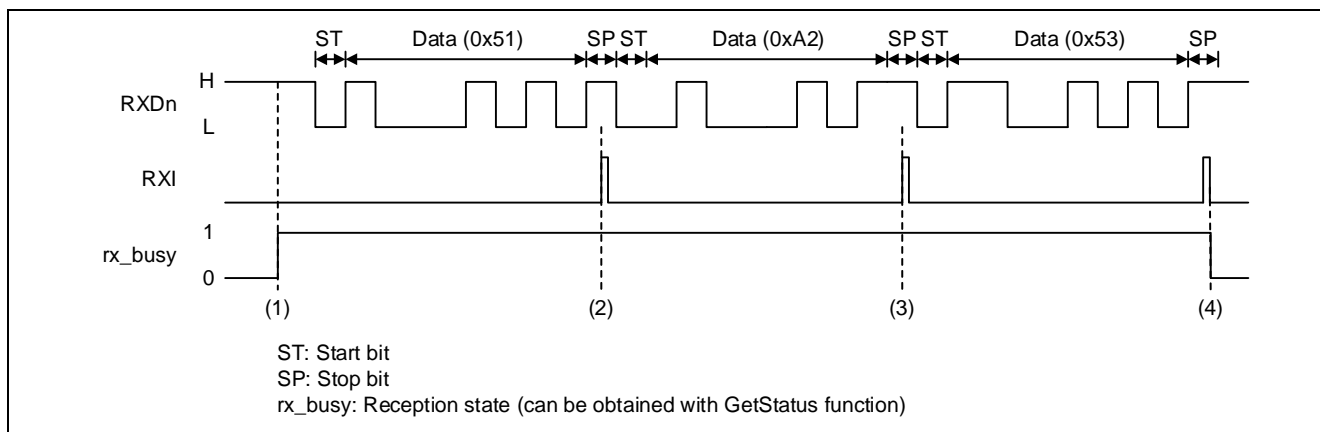 ST Data (0x51) SP ST Data (0xA2) SP ST Data (0x53) SP
H
RXDn
L
RXI
1
rx_busy
0
(1) (2) (3) (4)
ST: Start bit
SP: Stop bit
rx_busy: Reception state (can be obtained with GetStatus function)